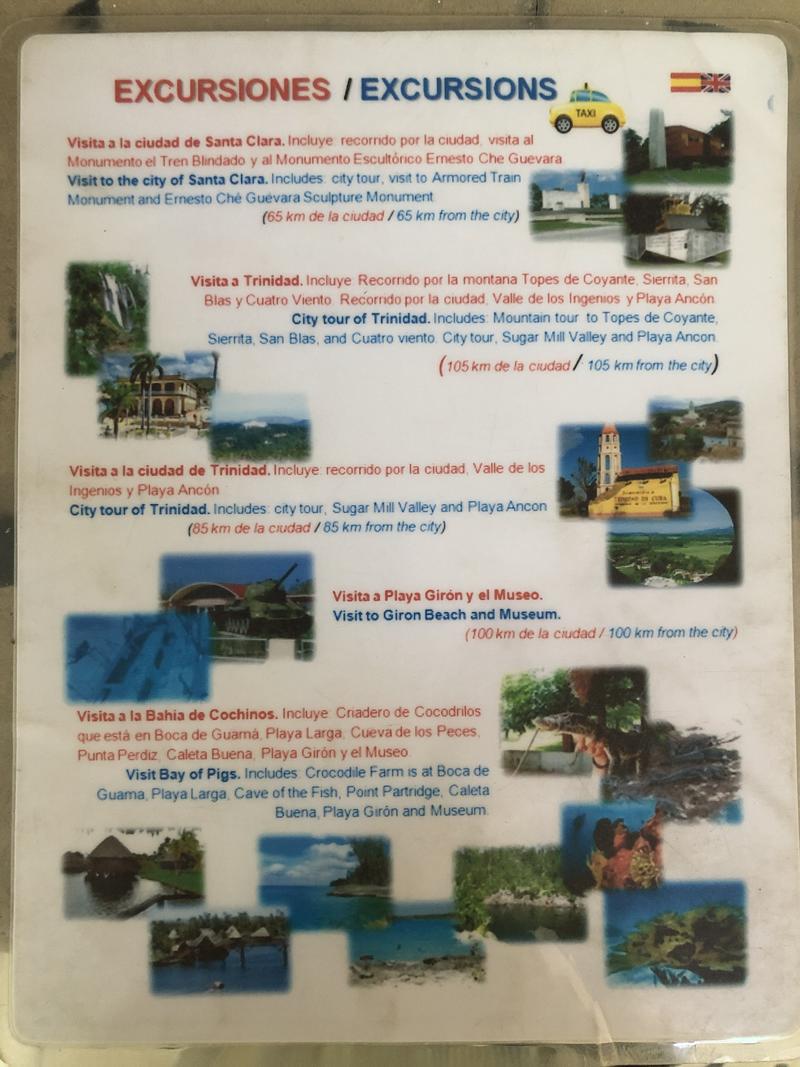 EXCURSIONES / EXCURSIONS
TAXI
Visita a la ciudad de Santa Clara. Incluye: recorrido por la ciudad, visita al
Monumento el Tren Blindado y al Monumento Escultórico Ernesto Che Guevara
Visit to the city of Santa Clara. Includes: city tour, visit to Armored Train
Monument and Ernesto Ché Guevara Sculpture Monument
(65 km de la ciudad / 65 km from the city)
Visita a Trinidad. Incluye: Recorrido por la montana Topes de Coyante, Sierrita, San
Blas y Cuatro Viento. Recorrido por la ciudad, Valle de los Ingenios y Playa Ancón.
City tour of Trinidad. Includes: Mountain tour to Topes de Coyante,
Sierrita, San Blas, and Cuatro viento. City tour, Sugar Mill Valley and Playa Ancon.
(105 km de la ciudad / 105 km from the city)
Visita a la ciudad de Trinidad. Incluye: recorrido por la ciudad, Valle de los
Ingenios y Playa Ancón
City tour of Trinidad. Includes: city tour, Sugar Mill Valley and Playa Ancon
(85 km de la ciudad / 85 km from the city)
TRINIDAD DE CUBA
Visita a Playa Girón y el Museo.
Visit to Giron Beach and Museum.
(100 km de la ciudad / 100 km from the city)
Visita a la Bahía de Cochinos. Incluye: Criadero de Cocodrilos
que está en Boca de Guamá, Playa Larga, Cueva de los Peces,
Punta Perdiz, Caleta Buena, Playa Girón y el Museo.
Visit Bay of Pigs. Includes: Crocodile Farm is at Boca de
Guama, Playa Larga, Cave of the Fish, Point Partridge, Caleta
Buena, Playa Girón and Museum.